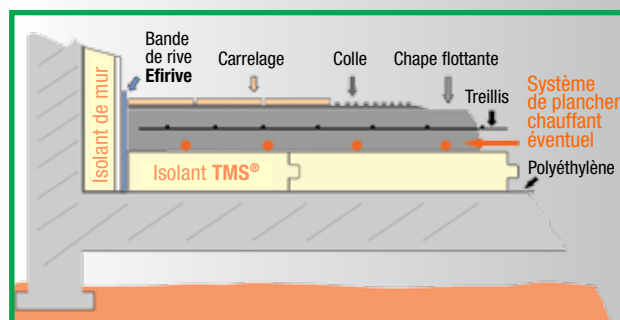 Bande
de rive
Efirive
Carrelage
Colle
Chape flottante
Treillis
Système
de plancher
chauffant
éventuel
Isolant de mur
Isolant TMS®
Polyéthylène